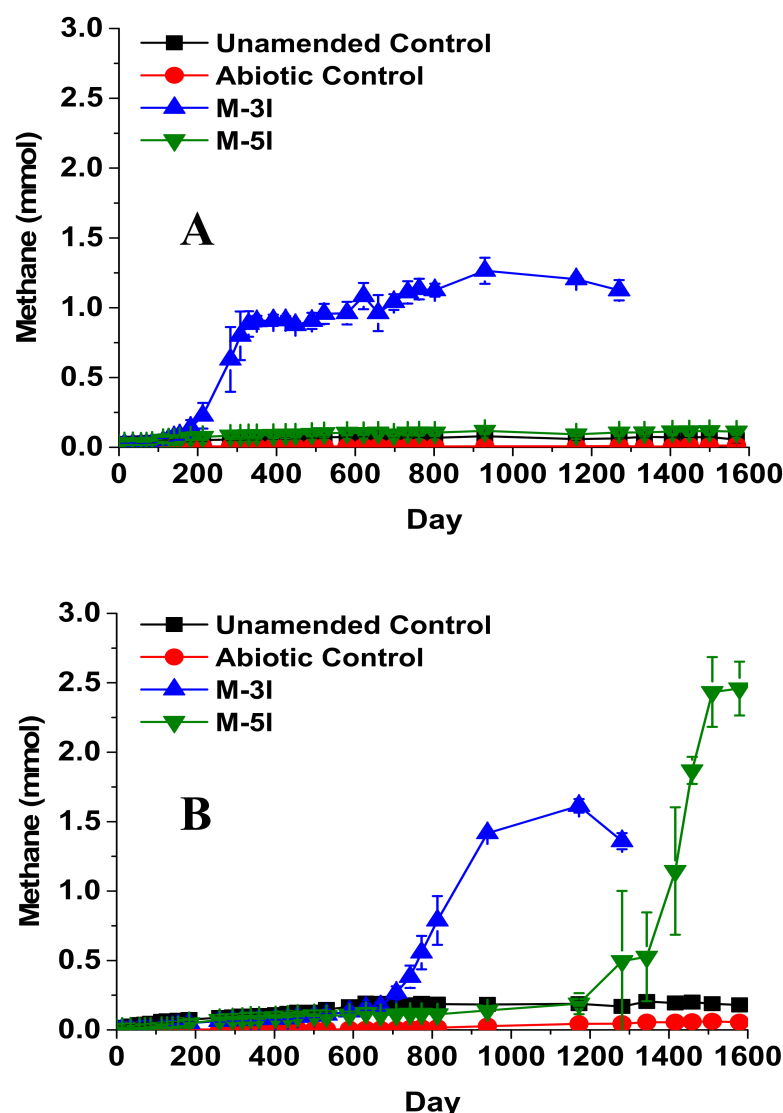 3.0
Unamended Control
Abiotic Control
2.5
M-3I
M-5I
2.0
Methane (mmol)
A
1.5
1.0
0.5
0.0
0 200 400 600 800 1000 1200 1400 1600
Day
3.0
Unamended Control
Abiotic Control
2.5
M-3I
M-5I
2.0
Methane (mmol)
B
1.5
1.0
0.5
0.0
0 200 400 600 800 1000 1200 1400 1600
Day